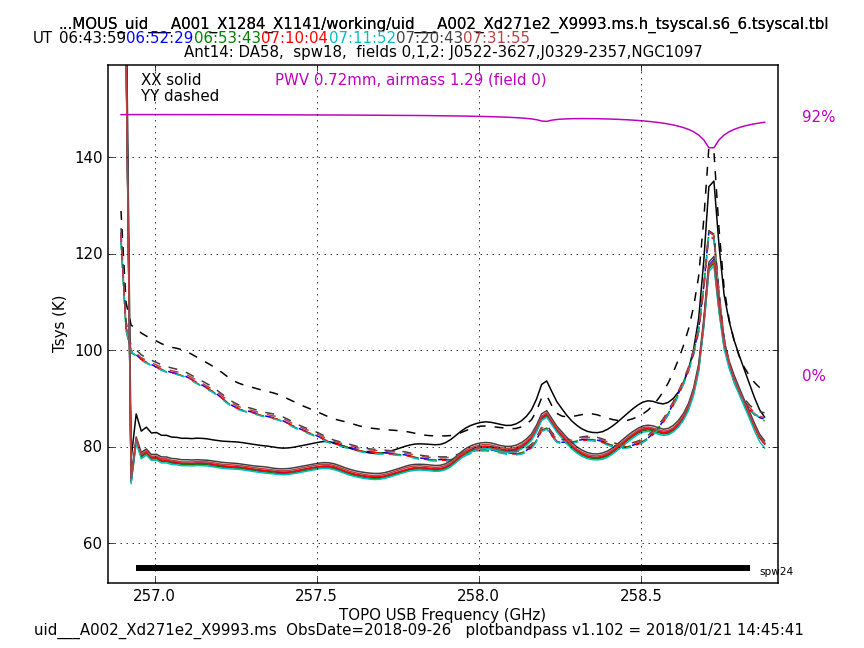 ...MOUS_uid___A001_X1284_X1141/working/uid___A002_Xd271e2_X9993.ms.h_tsyscal.s6_6.tsyscal.tbl
UT 06:43:59 06:52:29 06:53:43 07:10:04 07:11:52 07:20:43 07:31:55
Ant14: DA58,  spw18,  fields 0,1,2: J0522-3627,J0329-2357,NGC1097
XX solid
PWV 0.72mm, airmass 1.29 (field 0)
YY dashed
92%
140
120
100
0%
80
60
Tsys (K)
spw24
257.0 257.5 258.0 258.5
TOPO USB Frequency (GHz)
uid___A002_Xd271e2_X9993.ms  ObsDate=2018-09-26   plotbandpass v1.102 = 2018/01/21 14:45:41